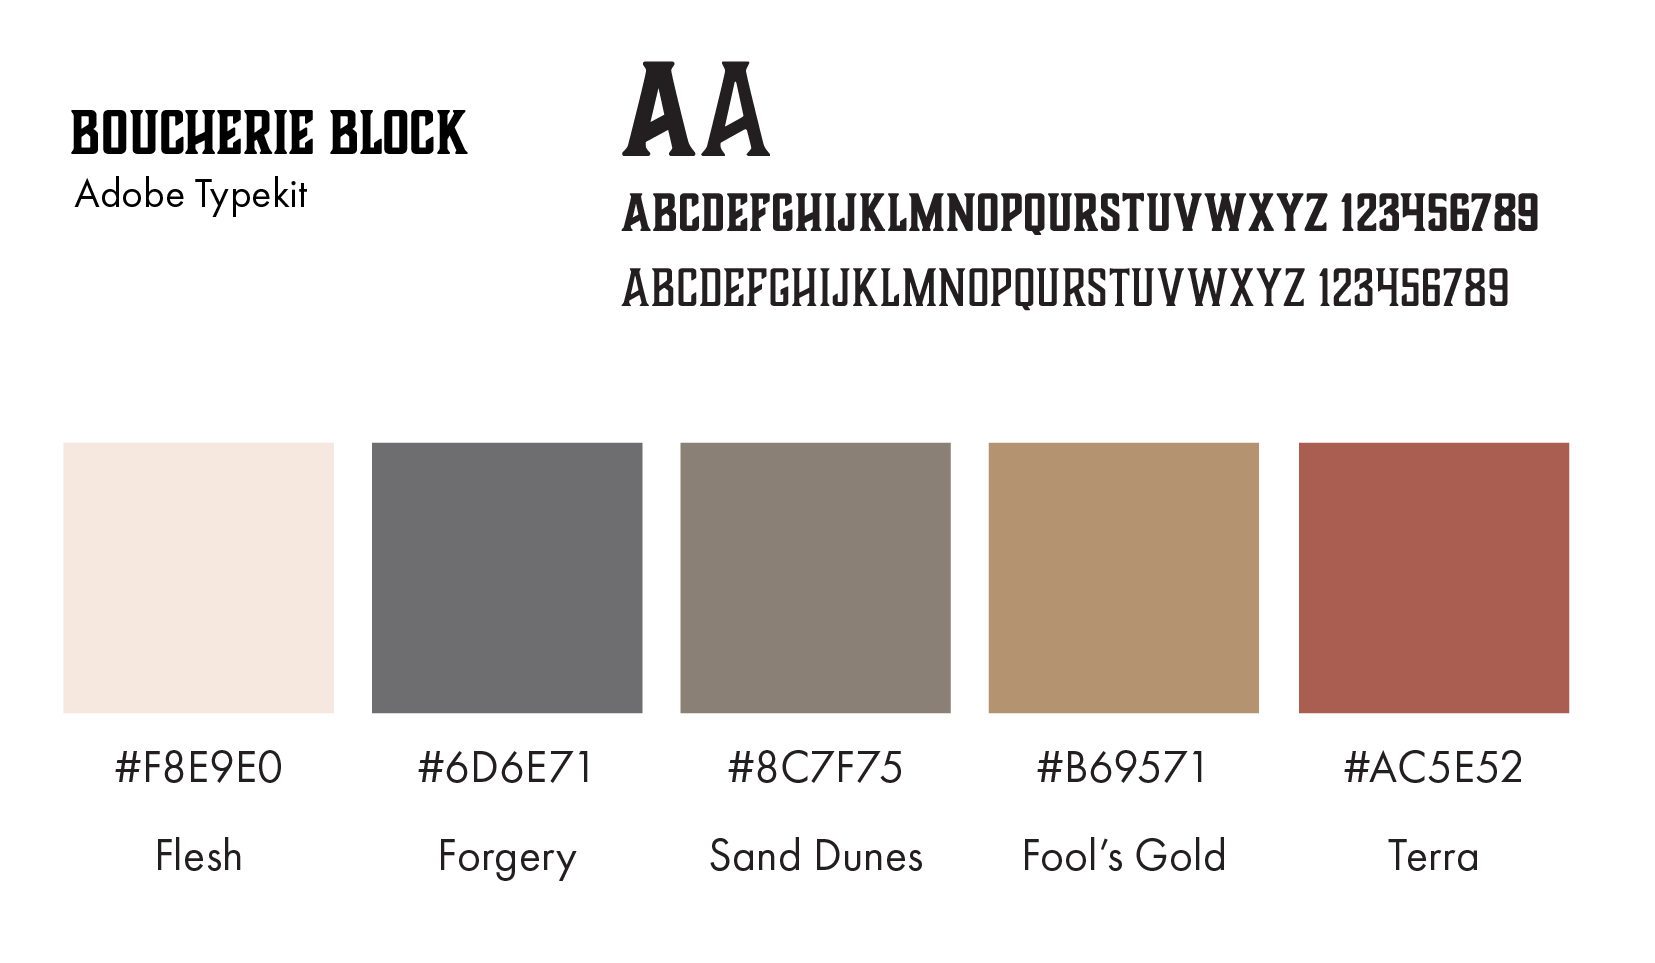 BOUCHERIE BLOCK
Adobe Typekit
AA
ABCDEFGHIJKLMNOPQURSTUVWXYZ 123456789
ABCDEFGHIJKLMNOPQURSTUVWXYZ 123456789
#F8E9E0 #6D6E71 #8C7F75 #B69571 #AC5E52
Flesh Forgery Sand Dunes Fool’s Gold Terra